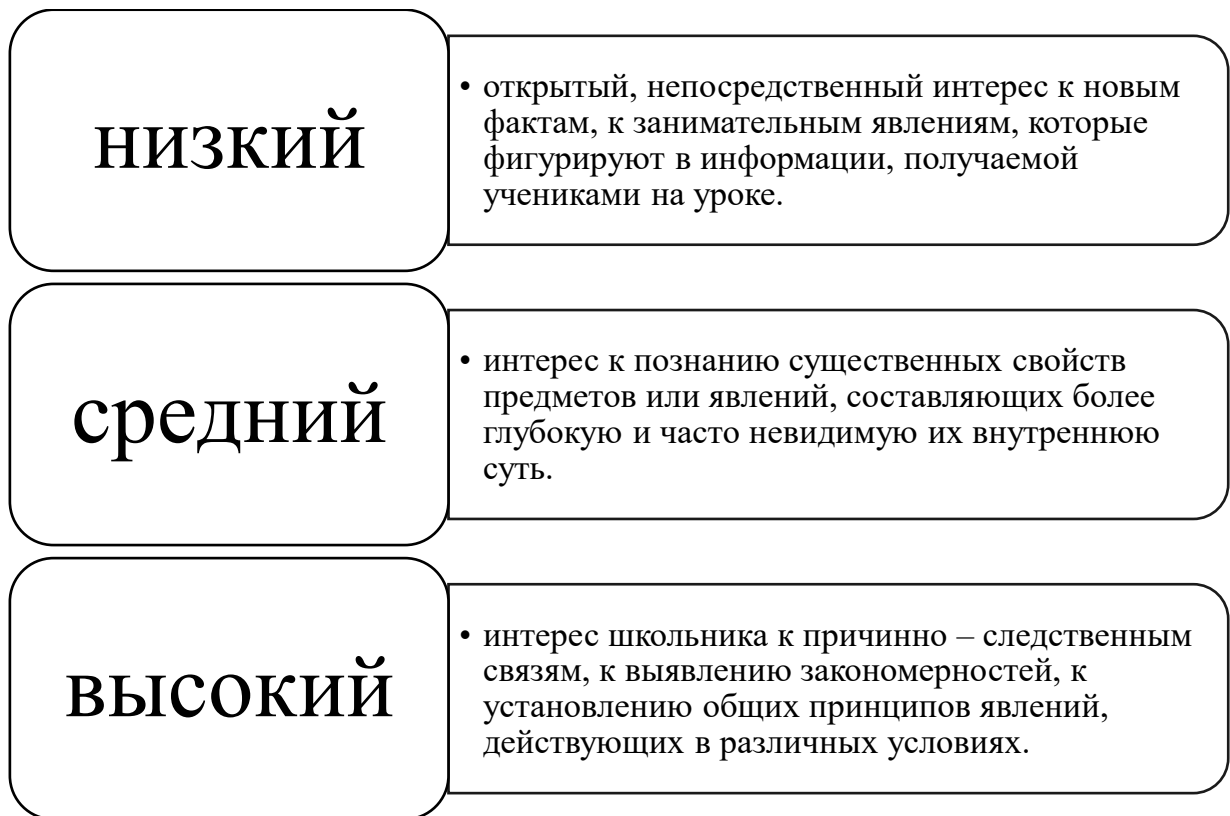 низкий
• открытый, непосредственный интерес к новым
фактам, к занимательным явлениям, которые
фигурируют в информации, получаемой
учениками на уроке.
средний
• интерес к познанию существенных свойств
предметов или явлений, составляющих более
глубокую и часто невидимую их внутреннюю
суть.
высокий
• интерес школьника к причинно – следственным
связям, к выявлению закономерностей, к
установлению общих принципов явлений,
действующих в различных условиях.